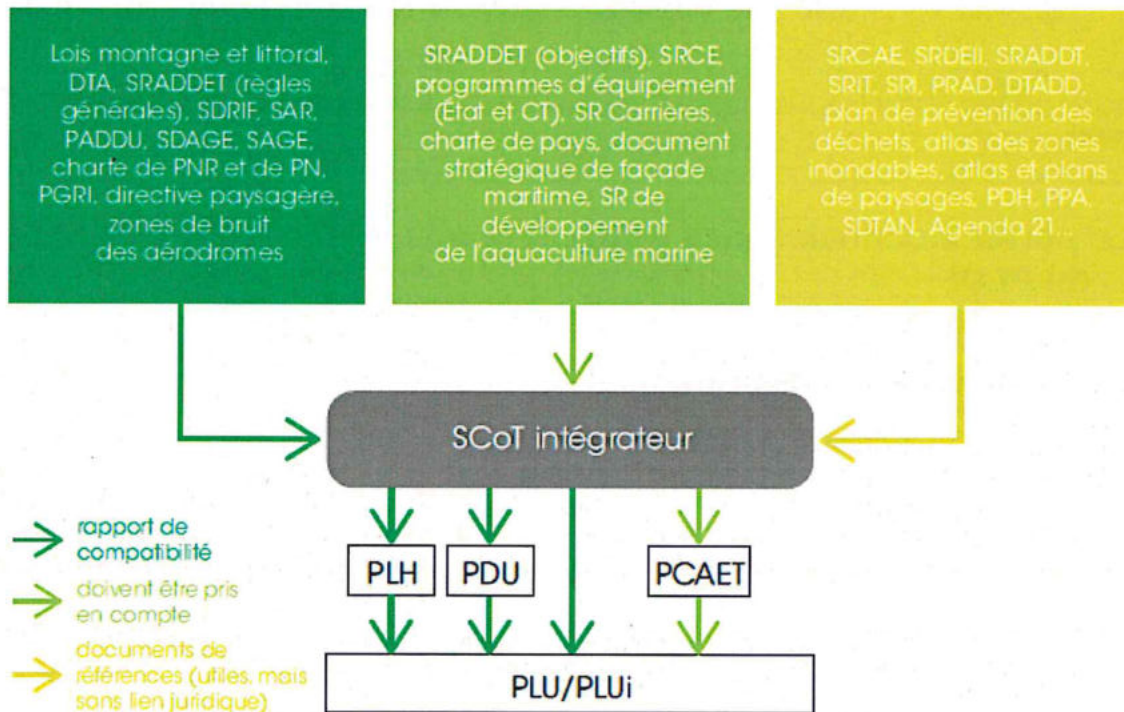 Lois montagne et littoral,
DTA, SRADDET (règles
générales), SDRIF, SAR,
PADDU, SDAGE, SAGE,
charte de PNR et de PN,
PGRI, directive paysagère,
zones de bruit
des aérodromes
SRADDET (objectifs), SRCE,
programmes d'équipement
(État et CT), SR Carrières,
charte de pays, document
stratégique de façade
maritime, SR de
développement
de l'aquaculture marine
SRCAE, SRDEII, SRADDT,
SRIT, SRI, PRAD, DTADD,
plan de prévention des
déchets, atlas des zones
inondables, atlas et plans
de paysages, PDH, PPA,
SDTAN, Agenda 21...
SCoT intégrateur
PLH
PDU
PCAET
PLU/PLUi
rapport de
compatibilité
doivent être pris
en compte
documents de
références (utiles, mais
sans lien juridique)